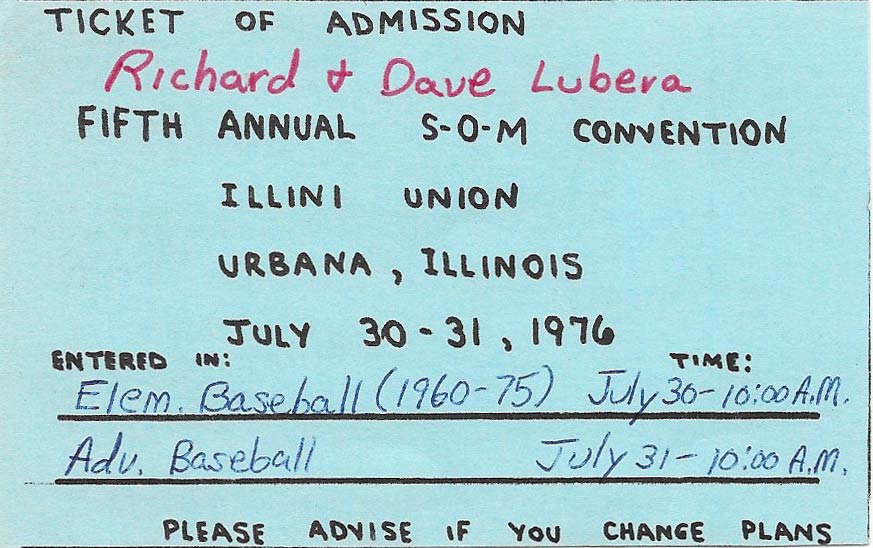 TICKET OF ADMISSION
Richard & Dave Lubera
FIFTH ANNUAL S-O-M CONVENTION
ILLINI UNION
URBANA, ILLINOIS
JULY 30-31, 1976
ENTERED IN: TIME:
Elem. Baseball (1960-75) July 30-10:00 A.M.
Adv. Baseball July 31-10:00 A.M.
PLEASE ADVISE IF YOU CHANGE PLANS